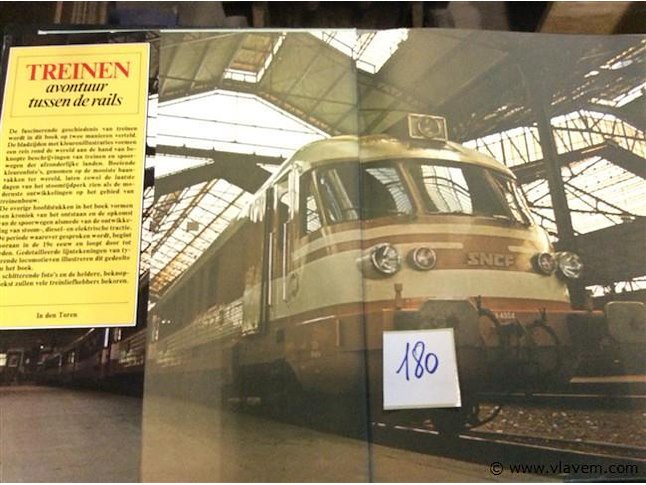 TREINEN
avontuur
tussen de rails
De fascinerende geschiedenis van treinen
wordt in dit boek op twee manieren verteld.
De bladzijden met kleurenillustraties vormen
een reis rond de wereld aan de hand van be-
knopte beschrijvingen van treinen en spoor-
wegen der afzonderlijke landen. Boeiende
kleurenfoto's, genomen op de mooiste baan-
vakken ter wereld, laten zowel de laatste
dagen van het stoomtijdperk zien als de mo-
dernste ontwikkelingen op het gebied van
treinenbouw.
De overige hoofdstukken in het boek vormen
een kroniek van het ontstaan en de opkomst
van de spoorwegen alsmede van de ontwikke-
ling van stoom-, diesel- en elektrische tractie.
De periode waarover gesproken wordt, begint
vooraan in de 19e eeuw en loopt door tot
heden. Gedetailleerde lijntekeningen van ty-
perende locomotieven illustreren dit gedeelte
van het boek.
schitterende foto's en de heldere, beknop-
tekst zullen vele treinliefhebbers bekoren.
In den Toren
SNCF
180
© www.vlavem.com